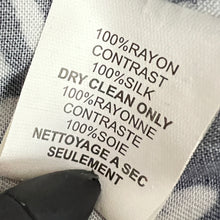 100%RAYON
CONTRAST
100%SILK
DRY CLEAN ONLY
100%RAYONNE
CONTRASTE
100%SOIE
NETTOYAGE A SEC
SEULEMENT